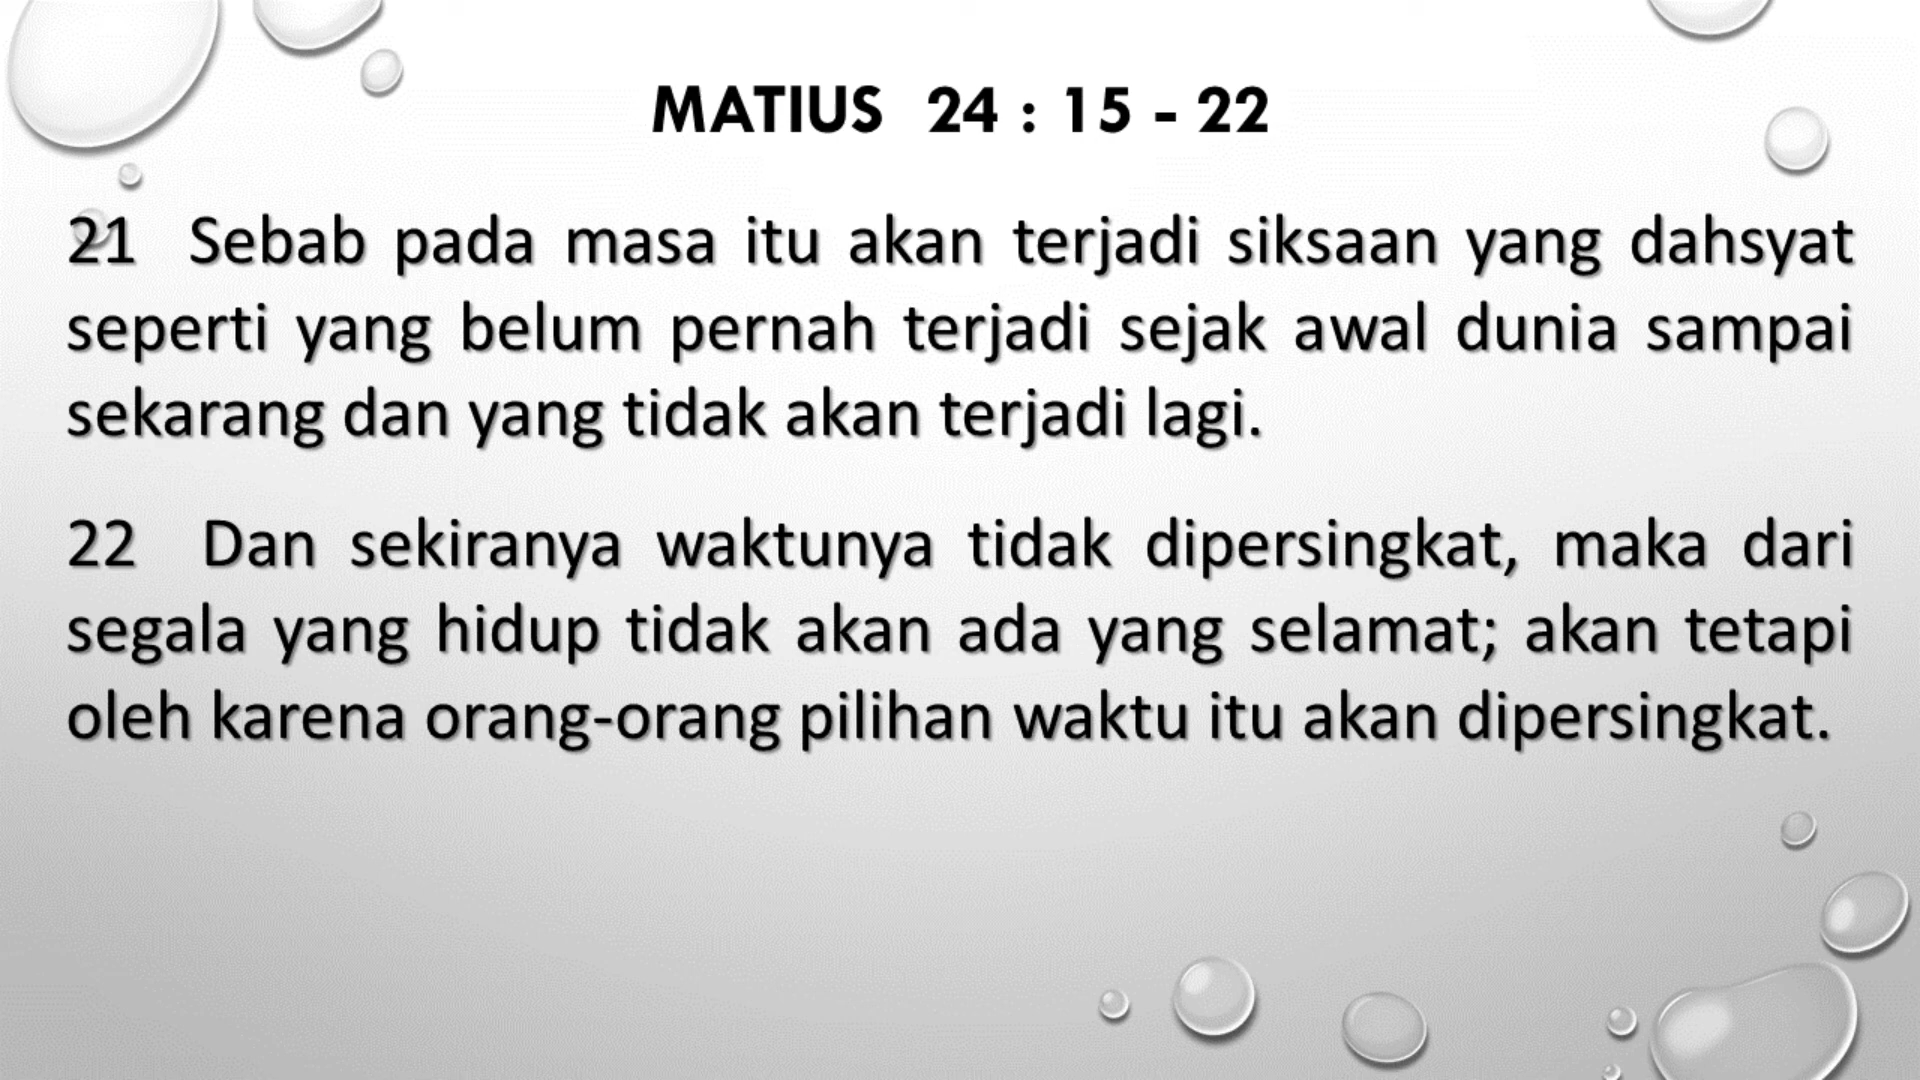 MATIUS 24 : 15 - 22
21 Sebab pada masa itu akan terjadi siksaan yang dahsyat
seperti yang belum pernah terjadi sejak awal dunia sampai
sekarang dan yang tidak akan terjadi lagi.
22 Dan sekiranya waktunya tidak dipersingkat, maka dari
segala yang hidup tidak akan ada yang selamat; akan tetapi
oleh karena orang-orang pilihan waktu itu akan dipersingkat.